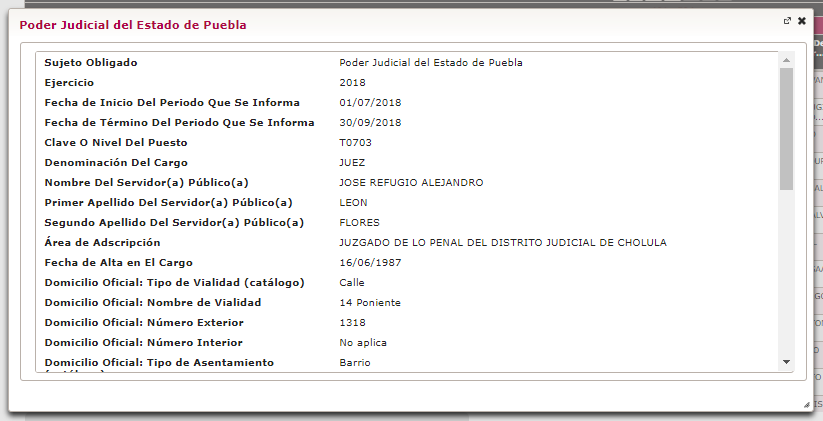 Poder Judicial del Estado de Puebla
Sujeto Obligado Poder Judicial del Estado de Puebla
Ejercicio 2018
Fecha de Inicio Del Periodo Que Se Informa 01/07/2018
Fecha de Término Del Periodo Que Se Informa 30/09/2018
Clave O Nivel Del Puesto T0703
Denominación Del Cargo JUEZ
Nombre Del Servidor(a) Público(a) JOSE REFUGIO ALEJANDRO
Primer Apellido Del Servidor(a) Público(a) LEON
Segundo Apellido Del Servidor(a) Público(a) FLORES
Área de Adscripción JUZGADO DE LO PENAL DEL DISTRITO JUDICIAL DE CHOLULA
Fecha de Alta en El Cargo 16/06/1987
Domicilio Oficial: Tipo de Vialidad (catálogo) Calle
Domicilio Oficial: Nombre de Vialidad 14 Poniente
Domicilio Oficial: Número Exterior 1318
Domicilio Oficial: Número Interior No aplica
Domicilio Oficial: Tipo de Asentamiento Barrio